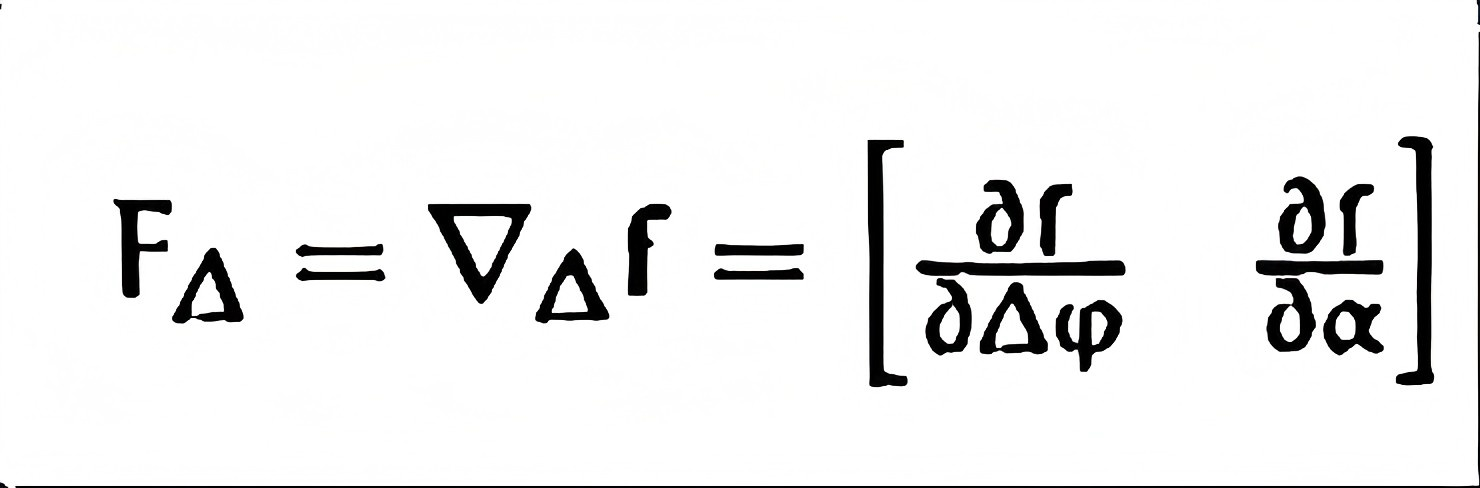 F_Δ = ∇_Δ f = [ ∂f/∂Δφ ∂f/∂α ]